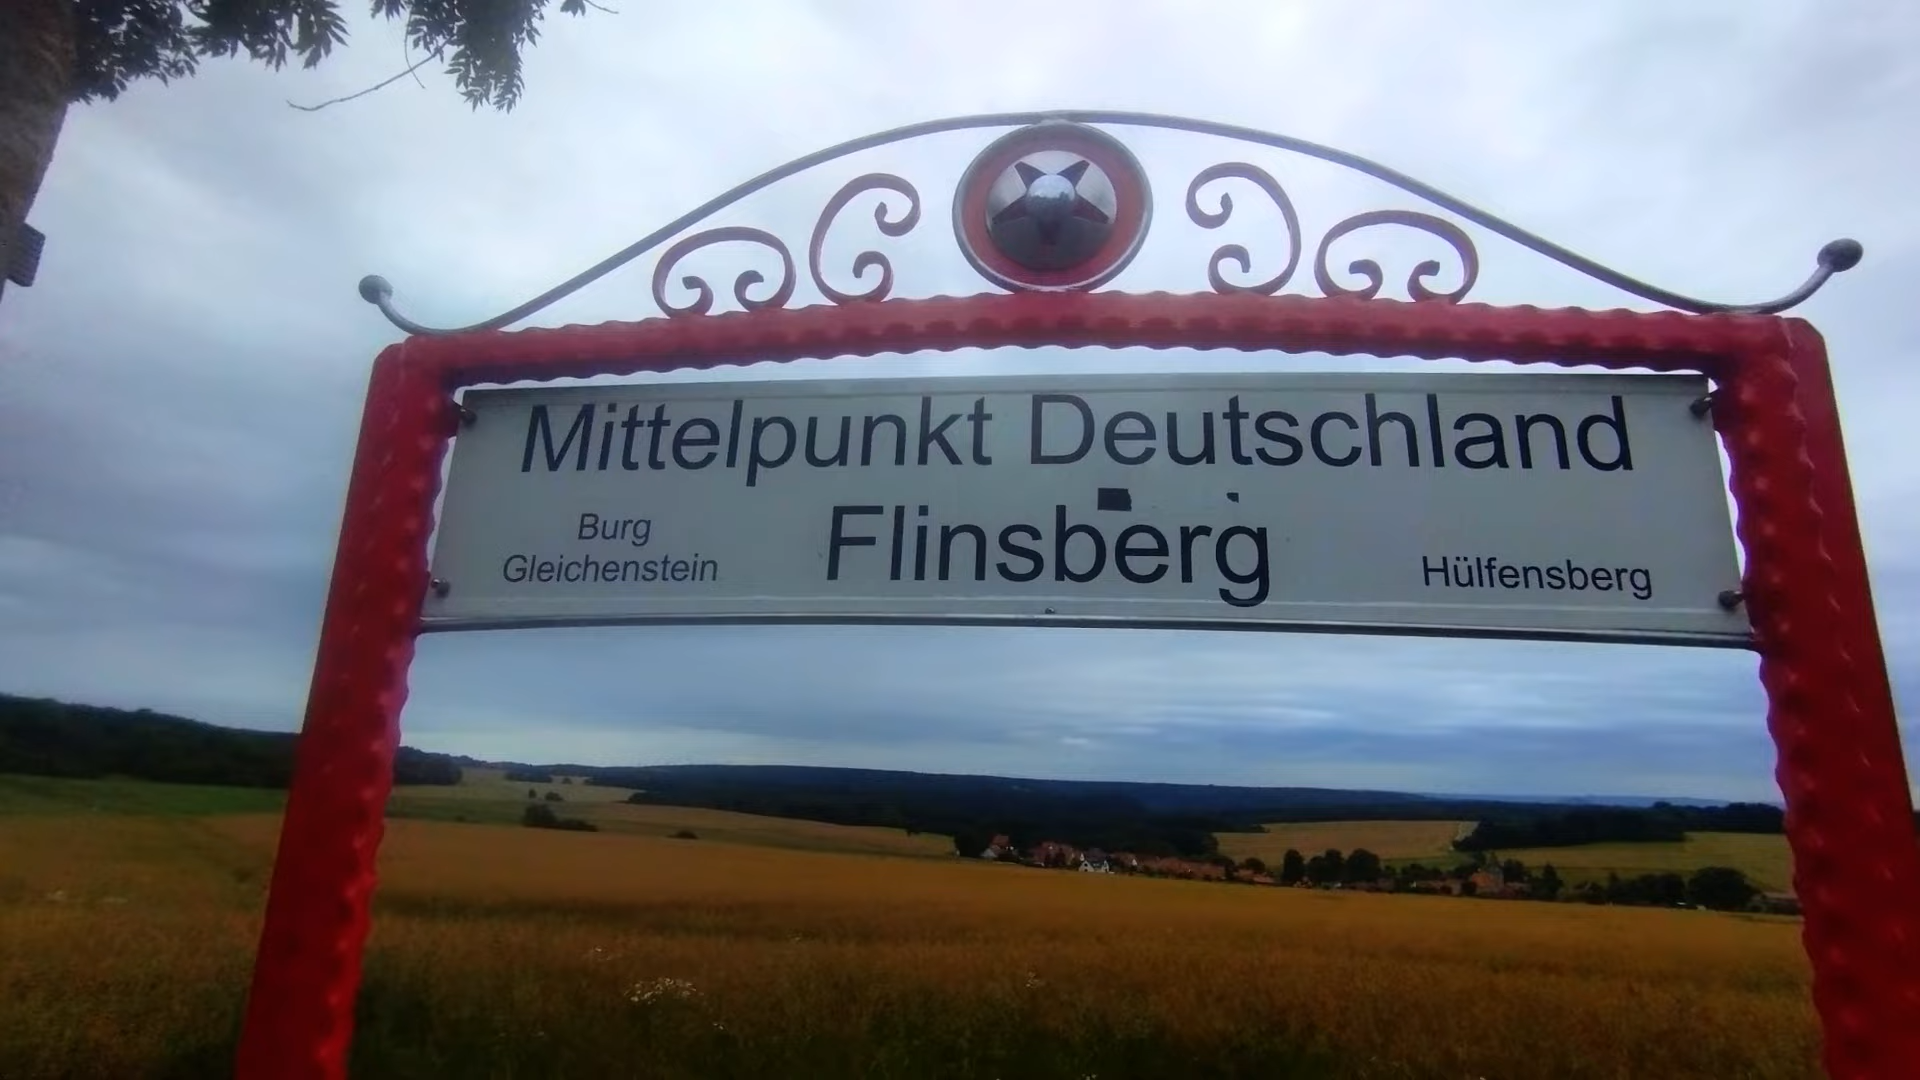 Mittelpunkt Deutschland
Flinsberg
Burg
Gleichenstein
Hülfensberg